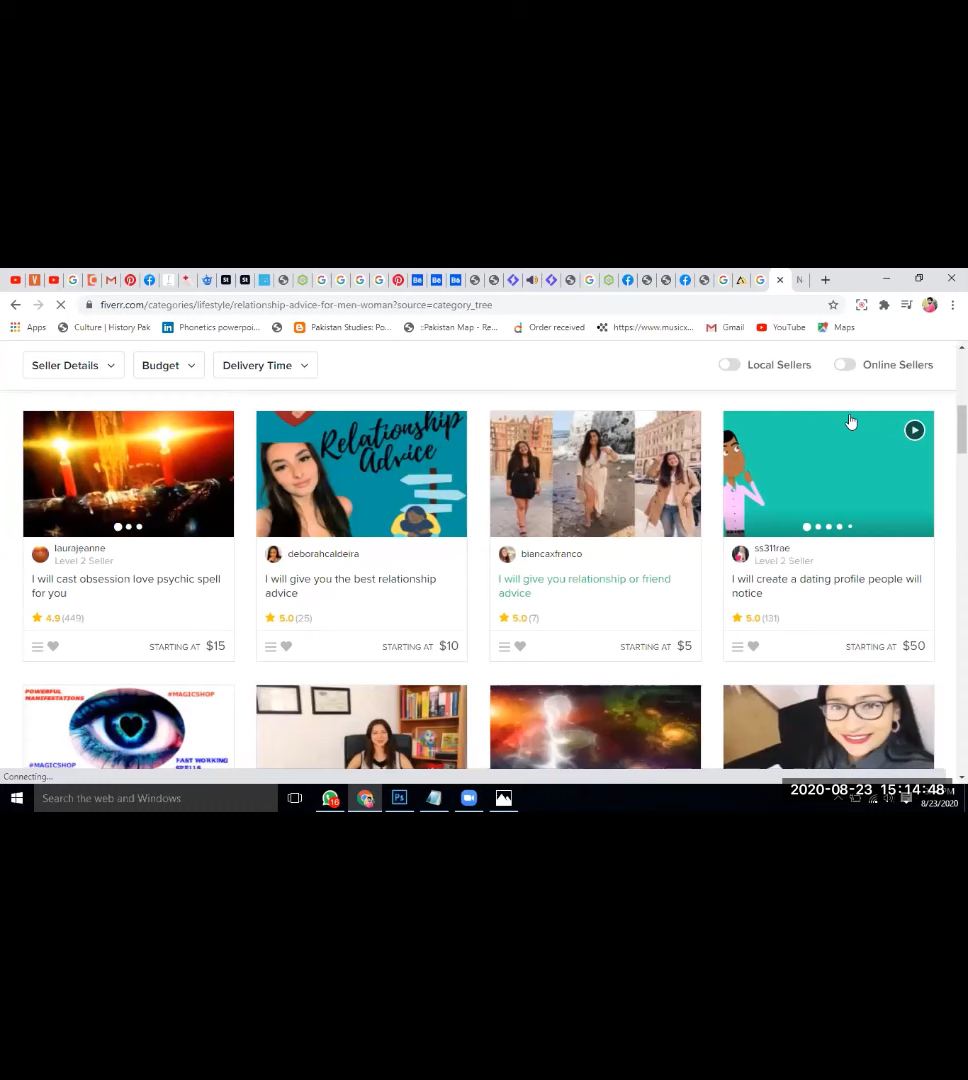 fiverr.com/categories/lifestyle/relationship-advice-for-men-woman?source=category_tree
Apps Culture | History Pak Phonetics powerpoi... Pakistan Studies: Po... ::Pakistan Map - Re... Order received https://www.musicx... Gmail YouTube Maps
Seller Details Budget Delivery Time Local Sellers Online Sellers
Relationship
Advice
laurajeanne
Level 2 Seller
I will cast obsession love psychic spell
for you
4.9 (449)
STARTING AT $15
deborahcaldeira
I will give you the best relationship
advice
5.0 (25)
STARTING AT $10
biancaxfranco
I will give you relationship or friend
advice
5.0 (7)
STARTING AT $5
ss311rae
Level 2 Seller
I will create a dating profile people will
notice
5.0 (131)
STARTING AT $50
POWERFUL
MANIFESTATIONS
#MAGICSHOP
#MAGICSHOP
FAST WORKING
SPELLS
Connecting...
Search the web and Windows
16
2020-08-23 15:14:48
8/23/2020